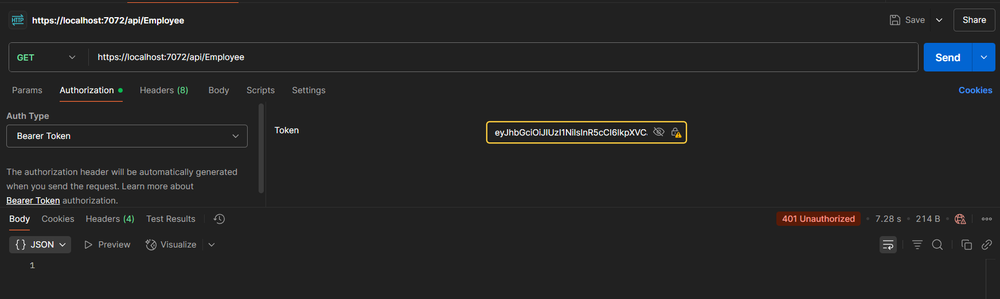 HTTP
https://localhost:7072/api/Employee
Save
Share
GET
https://localhost:7072/api/Employee
Send
Params
Authorization
Headers (8)
Body
Scripts
Settings
Cookies
Auth Type
Bearer Token
The authorization header will be automatically generated
when you send the request. Learn more about
Bearer Token authorization.
Token
eyJhbGciOiJIUzI1NiIsInR5cCI6IkpXVC.
Body
Cookies
Headers (4)
Test Results
401 Unauthorized
7.28 s
214 B
{} JSON
Preview
Visualize
1